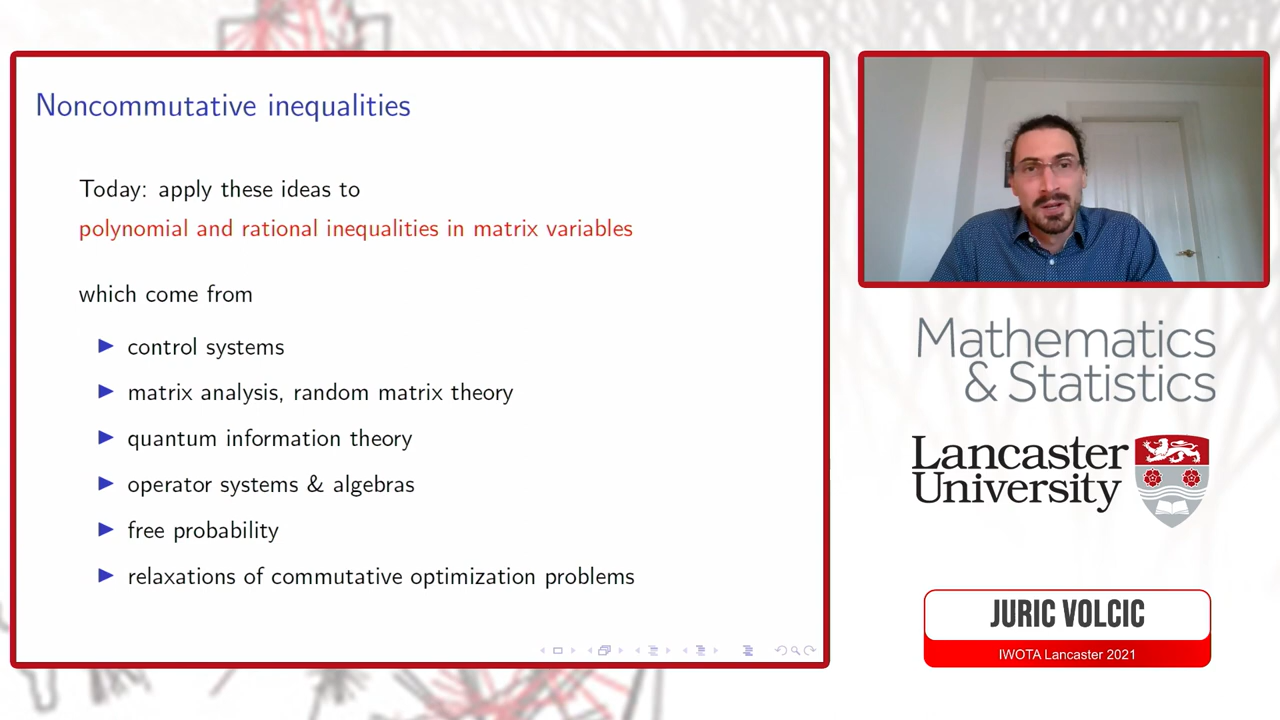 Noncommutative inequalities
Today: apply these ideas to
polynomial and rational inequalities in matrix variables
which come from
control systems
matrix analysis, random matrix theory
quantum information theory
operator systems & algebras
free probability
relaxations of commutative optimization problems
Mathematics
& Statistics
Lancaster
University
JURIC VOLCIC
IWOTA Lancaster 2021